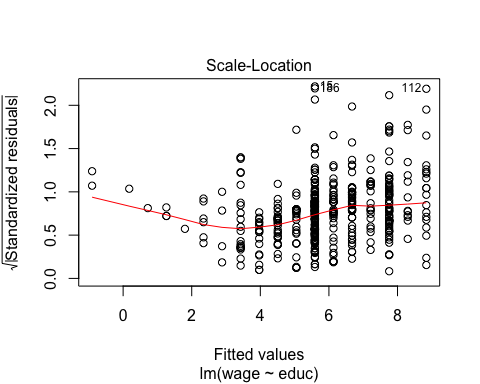 Scale-Location
√|Standardized residuals|
0.0 0.5 1.0 1.5 2.0
112
0 2 4 6 8
Fitted values
lm(wage ~ educ)